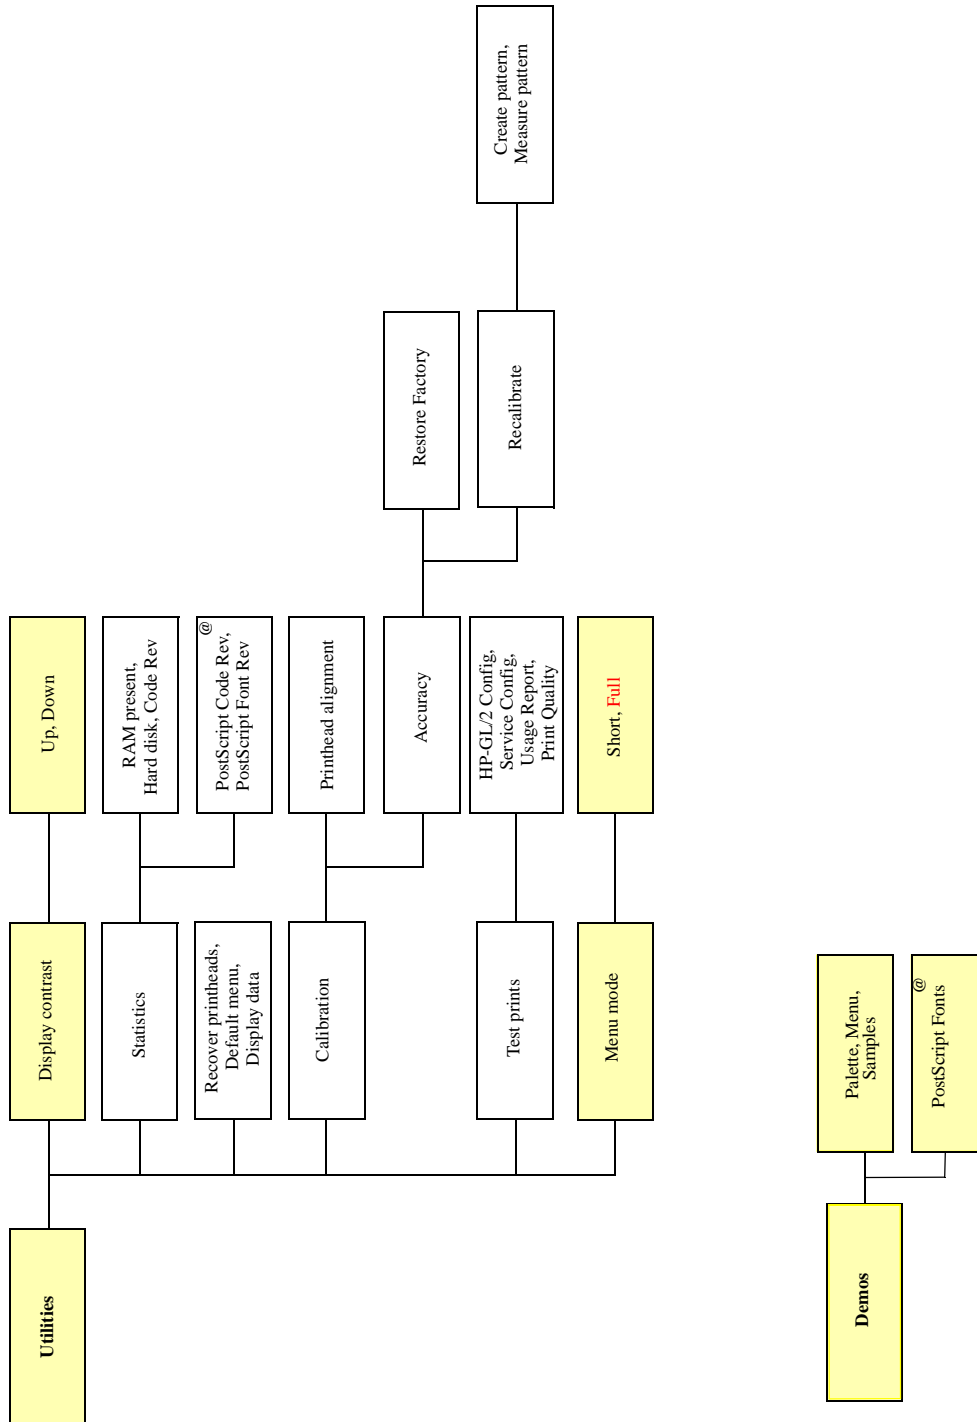 Utilities
Display contrast
Up, Down
Statistics
RAM present,
Hard disk, Code Rev
@
PostScript Code Rev,
PostScript Font Rev
Recover printheads,
Default menu,
Display data
Calibration
Printhead alignment
Accuracy
Restore Factory
Recalibrate
Create pattern,
Measure pattern
Test prints
HP-GL/2 Config,
Service Config,
Usage Report,
Print Quality
Menu mode
Short, Full
Demos
Palette, Menu,
Samples
@
PostScript Fonts